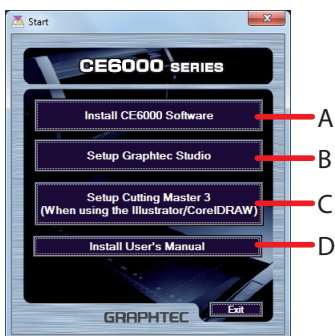 Start
CE6000 SERIES
Install CE6000 Software
A
Setup Graphtec Studio
B
Setup Cutting Master 3
(When using the Illustrator/CorelDRAW)
C
Install User's Manual
D
GRAPHTEC
Exit